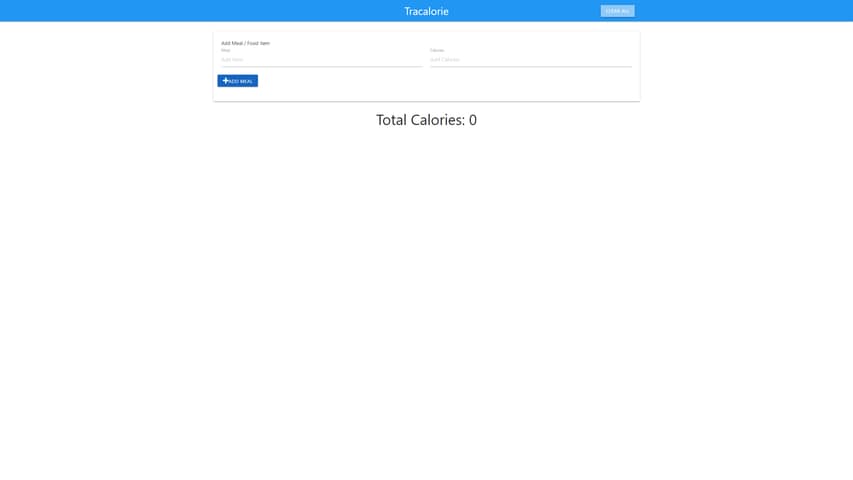 Tracalorie
CLEAR ALL
Add Meal / Food Item
Meal
Calories
Add Item
Add Calories
ADD MEAL
Total Calories: 0